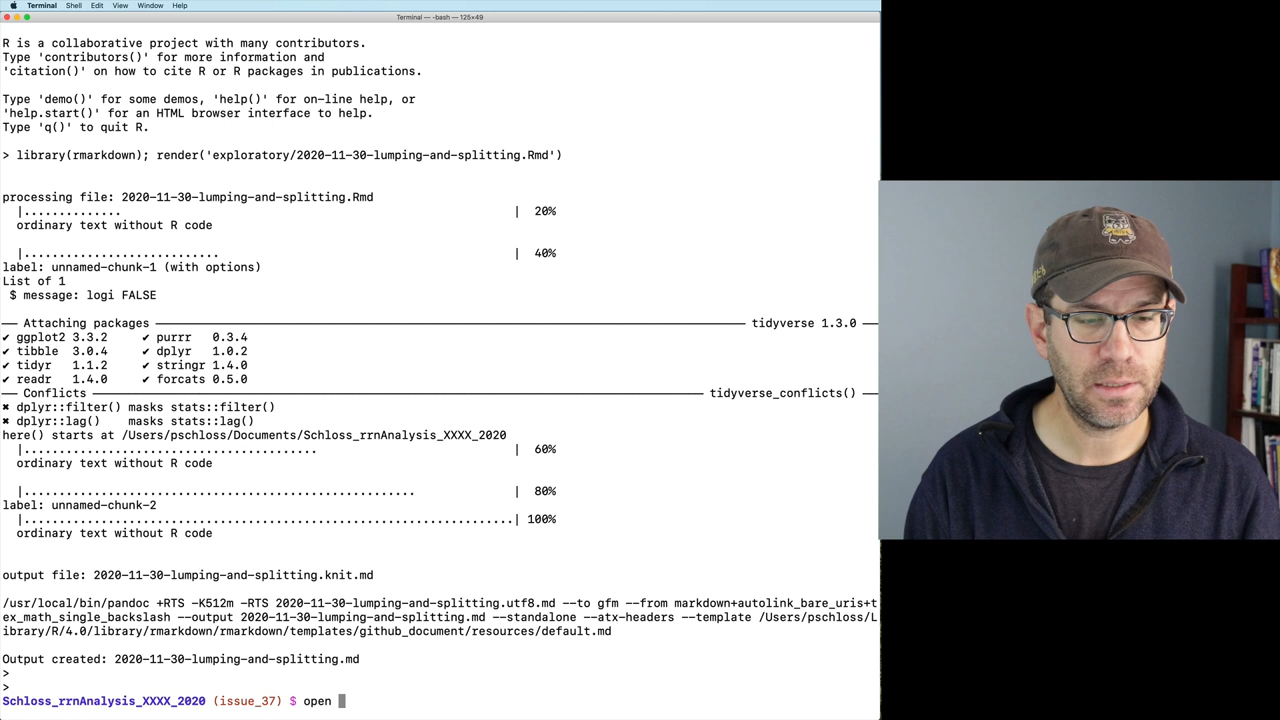 Terminal Shell Edit View Window Help
Terminal — -bash — 125×49
R is a collaborative project with many contributors.
Type 'contributors()' for more information and
'citation()' on how to cite R or R packages in publications.
Type 'demo()' for some demos, 'help()' for on-line help, or
'help.start()' for an HTML browser interface to help.
Type 'q()' to quit R.
> library(rmarkdown); render('exploratory/2020-11-30-lumping-and-splitting.Rmd')
processing file: 2020-11-30-lumping-and-splitting.Rmd
|.............. | 20%
ordinary text without R code
|............................ | 40%
label: unnamed-chunk-1 (with options)
List of 1
$ message: logi FALSE
── Attaching packages ── tidyverse 1.3.0 ──
✔ ggplot2 3.3.2 ✔ purrr 0.3.4
✔ tibble 3.0.4 ✔ dplyr 1.0.2
✔ tidyr 1.1.2 ✔ stringr 1.4.0
✔ readr 1.4.0 ✔ forcats 0.5.0
── Conflicts ── tidyverse_conflicts() ──
✖ dplyr::filter() masks stats::filter()
✖ dplyr::lag() masks stats::lag()
here() starts at /Users/pschloss/Documents/Schloss_rrnAnalysis_XXXX_2020
|.......................................... | 60%
ordinary text without R code
|........................................................ | 80%
label: unnamed-chunk-2
|......................................................................| 100%
ordinary text without R code
output file: 2020-11-30-lumping-and-splitting.knit.md
/usr/local/bin/pandoc +RTS -K512m -RTS 2020-11-30-lumping-and-splitting.utf8.md --to gfm --from markdown+autolink_bare_uris+t
ex_math_single_backslash --output 2020-11-30-lumping-and-splitting.md --standalone --atx-headers --template /Users/pschloss/L
ibrary/R/4.0/library/rmarkdown/rmarkdown/templates/github_document/resources/default.md
Output created: 2020-11-30-lumping-and-splitting.md
>
>
Schloss_rrnAnalysis_XXXX_2020 (issue_37) $ open